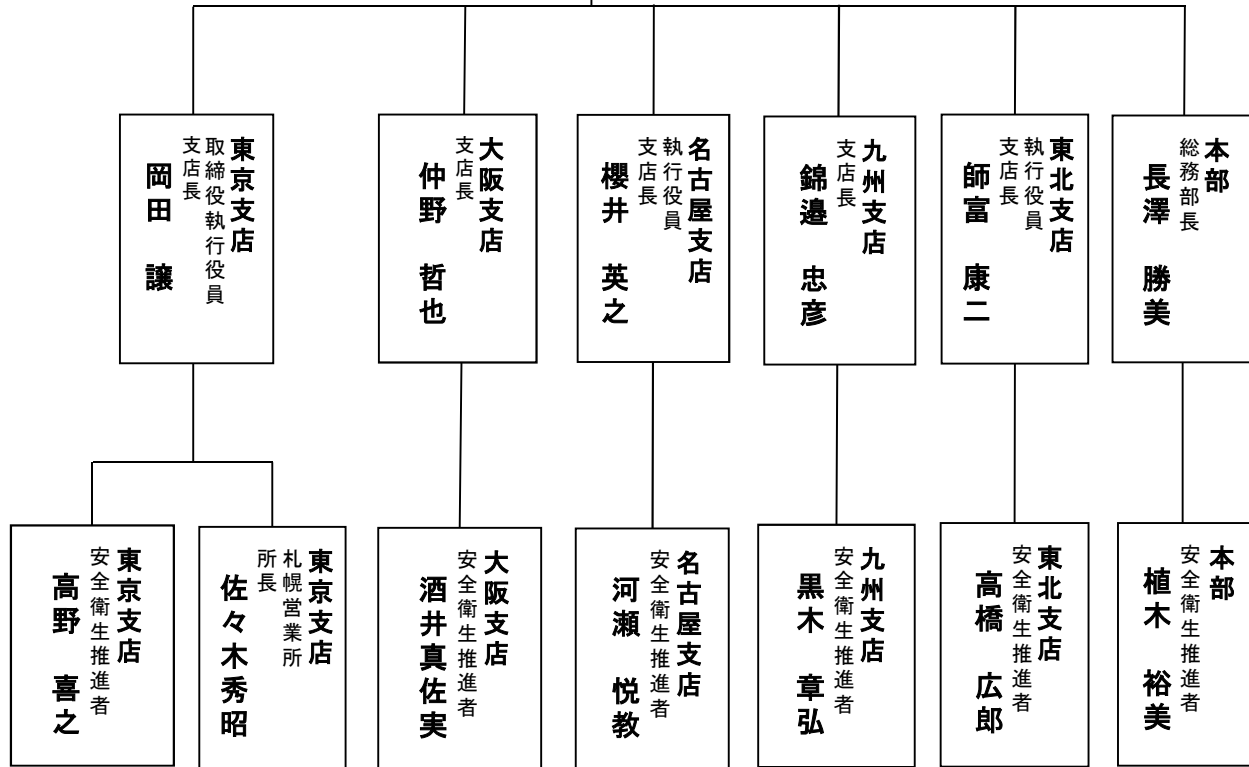 東京支店
取締役執行役員
支店長
岡田 譲
大阪支店
支店長
仲野 哲也
名古屋支店
執行役員
支店長
櫻井 英之
九州支店
支店長
錦邉 忠彦
東北支店
執行役員
支店長
師富 康二
本部
総務部長
長澤 勝美
東京支店
安全衛生推進者
高野 喜之
東京支店
札幌営業所
所長
佐々木秀昭
大阪支店
安全衛生推進者
酒井真佐実
名古屋支店
安全衛生推進者
河瀬 悦教
九州支店
安全衛生推進者
黒木 章弘
東北支店
安全衛生推進者
高橋 広郎
本部
安全衛生推進者
植木 裕美